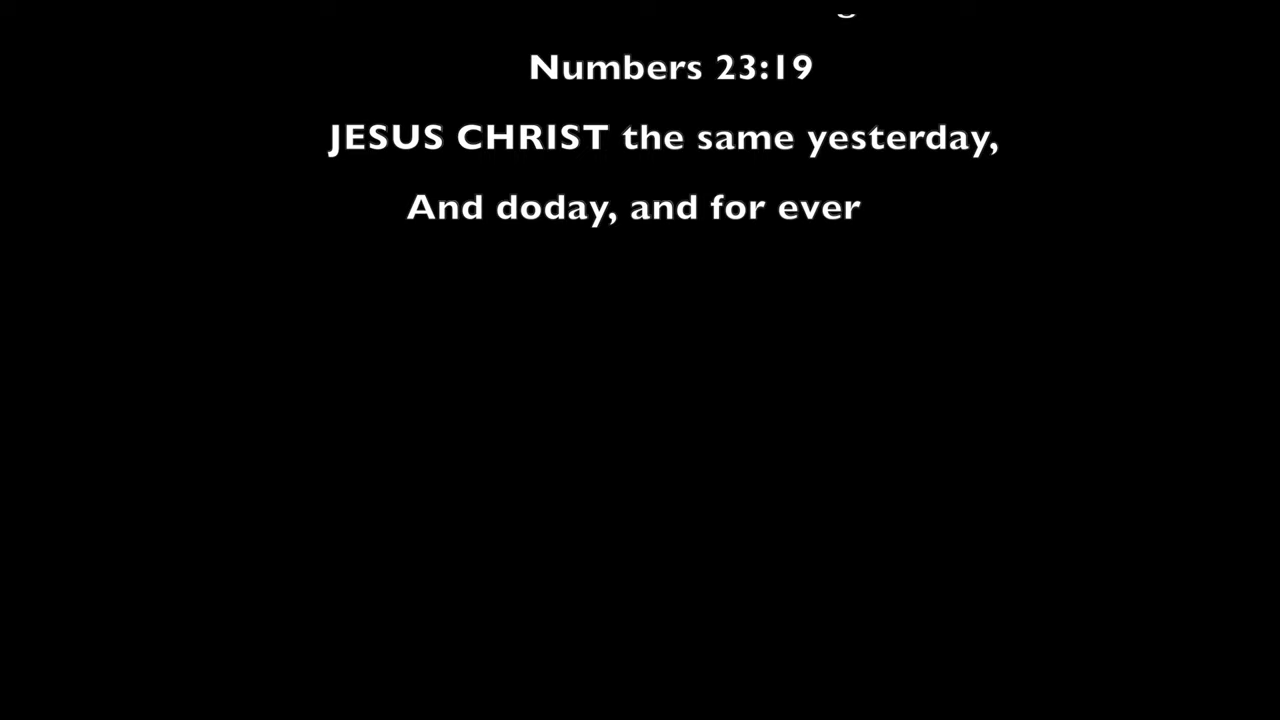 Numbers 23:19
JESUS CHRIST the same yesterday,
And doday, and for ever